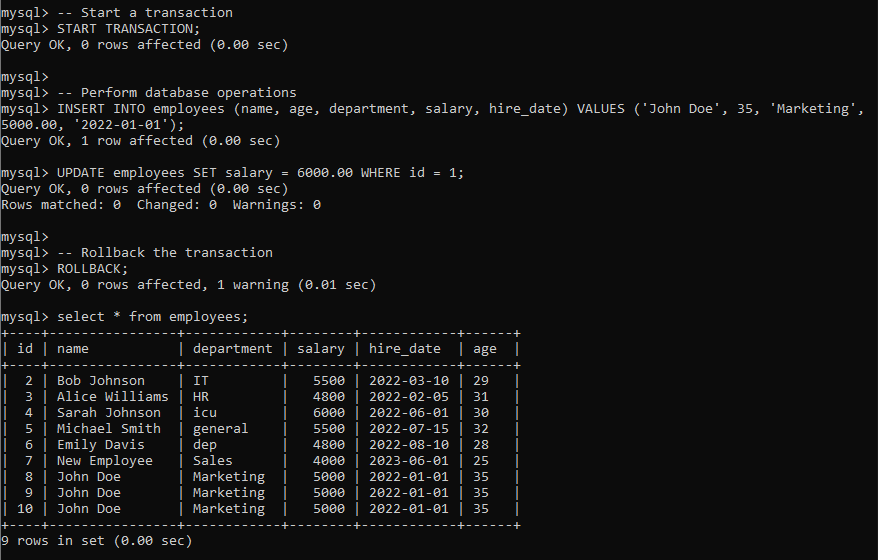 mysql> -- Start a transaction
mysql> START TRANSACTION;
Query OK, 0 rows affected (0.00 sec)

mysql>
mysql> -- Perform database operations
mysql> INSERT INTO employees (name, age, department, salary, hire_date) VALUES ('John Doe', 35, 'Marketing',
5000.00, '2022-01-01');
Query OK, 1 row affected (0.00 sec)

mysql> UPDATE employees SET salary = 6000.00 WHERE id = 1;
Query OK, 0 rows affected (0.00 sec)
Rows matched: 0  Changed: 0  Warnings: 0

mysql>
mysql> -- Rollback the transaction
mysql> ROLLBACK;
Query OK, 0 rows affected, 1 warning (0.01 sec)

mysql> select * from employees;
+----+----------------+------------+--------+------------+------+
| id | name           | department | salary | hire_date  | age  |
+----+----------------+------------+--------+------------+------+
|  2 | Bob Johnson    | IT         |   5500 | 2022-03-10 | 29   |
|  3 | Alice Williams | HR         |   4800 | 2022-02-05 | 31   |
|  4 | Sarah Johnson  | icu        |   6000 | 2022-06-01 | 30   |
|  5 | Michael Smith  | general    |   5500 | 2022-07-15 | 32   |
|  6 | Emily Davis    | dep        |   4800 | 2022-08-10 | 28   |
|  7 | New Employee   | Sales      |   4000 | 2023-06-01 | 25   |
|  8 | John Doe       | Marketing  |   5000 | 2022-01-01 | 35   |
|  9 | John Doe       | Marketing  |   5000 | 2022-01-01 | 35   |
| 10 | John Doe       | Marketing  |   5000 | 2022-01-01 | 35   |
+----+----------------+------------+--------+------------+------+
9 rows in set (0.00 sec)